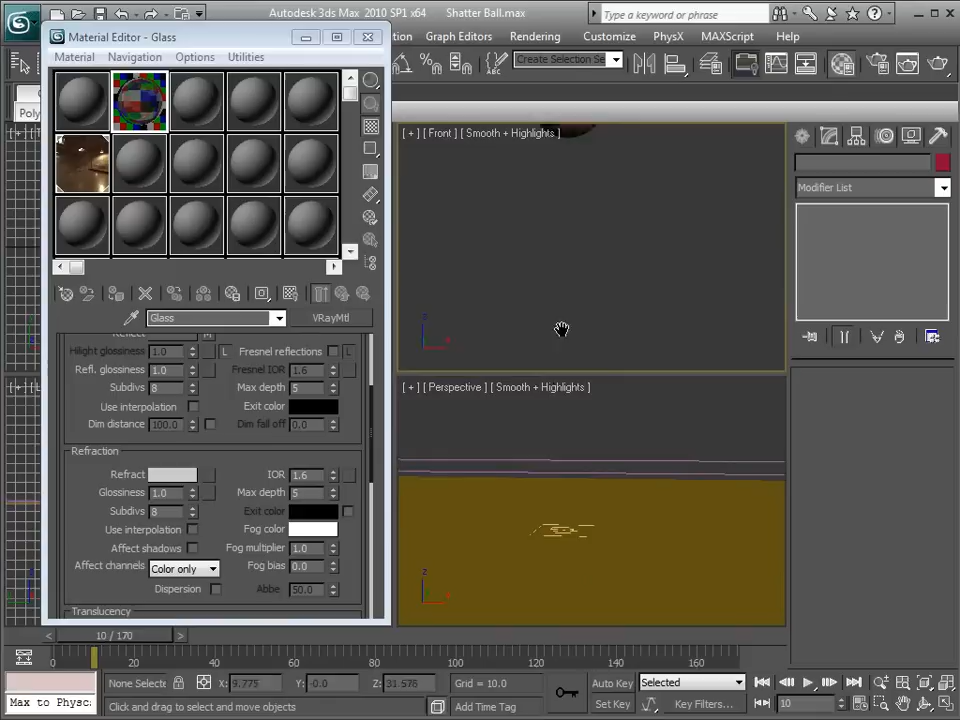 Autodesk 3ds Max 2010 SP1 x64 Shatter Ball.max
Type a keyword or phrase
Material Editor - Glass
Graph Editors Rendering Customize PhysX MAXScript Help
Material Navigation Options Utilities
Create Selection Se
[ + ] [ Front ] [ Smooth + Highlights ]
Modifier List
Glass
VRayMtl
Hilight glossiness 1.0 L Fresnel reflections L
Refl. glossiness 1.0 Fresnel IOR 1.6
Subdivs 8 Max depth 5
Use interpolation Exit color
Dim distance 100.0 Dim fall off 0.0
[ + ] [ Perspective ] [ Smooth + Highlights ]
Refraction
Refract IOR 1.6
Glossiness 1.0 Max depth 5
Subdivs 8 Exit color
Use interpolation Fog color
Affect shadows Fog multiplier 1.0
Affect channels Color only Fog bias 0.0
Dispersion Abbe 50.0
Translucency
10 / 170
0 20 40 60 80 100 120 140 160
None Selecte X: 9.775 Y: -0.0 Z: 31.578 Grid = 10.0 Auto Key Selected
Max to Physc Click and drag to select and move objects Add Time Tag Set Key Key Filters... 10